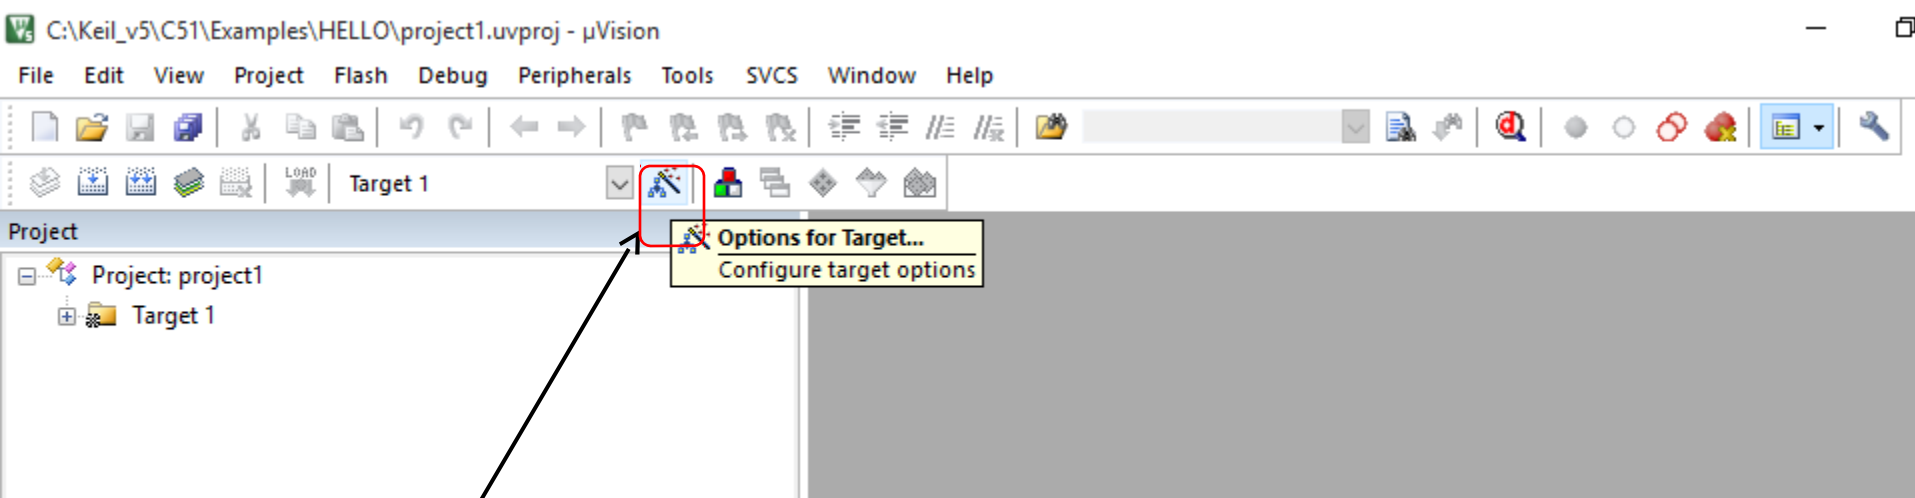 C:\Keil_v5\C51\Examples\HELLO\project1.uvproj - µVision
File Edit View Project Flash Debug Peripherals Tools SVCS Window Help
LOAD
Target 1
Project
Options for Target...
Configure target options
Project: project1
Target 1